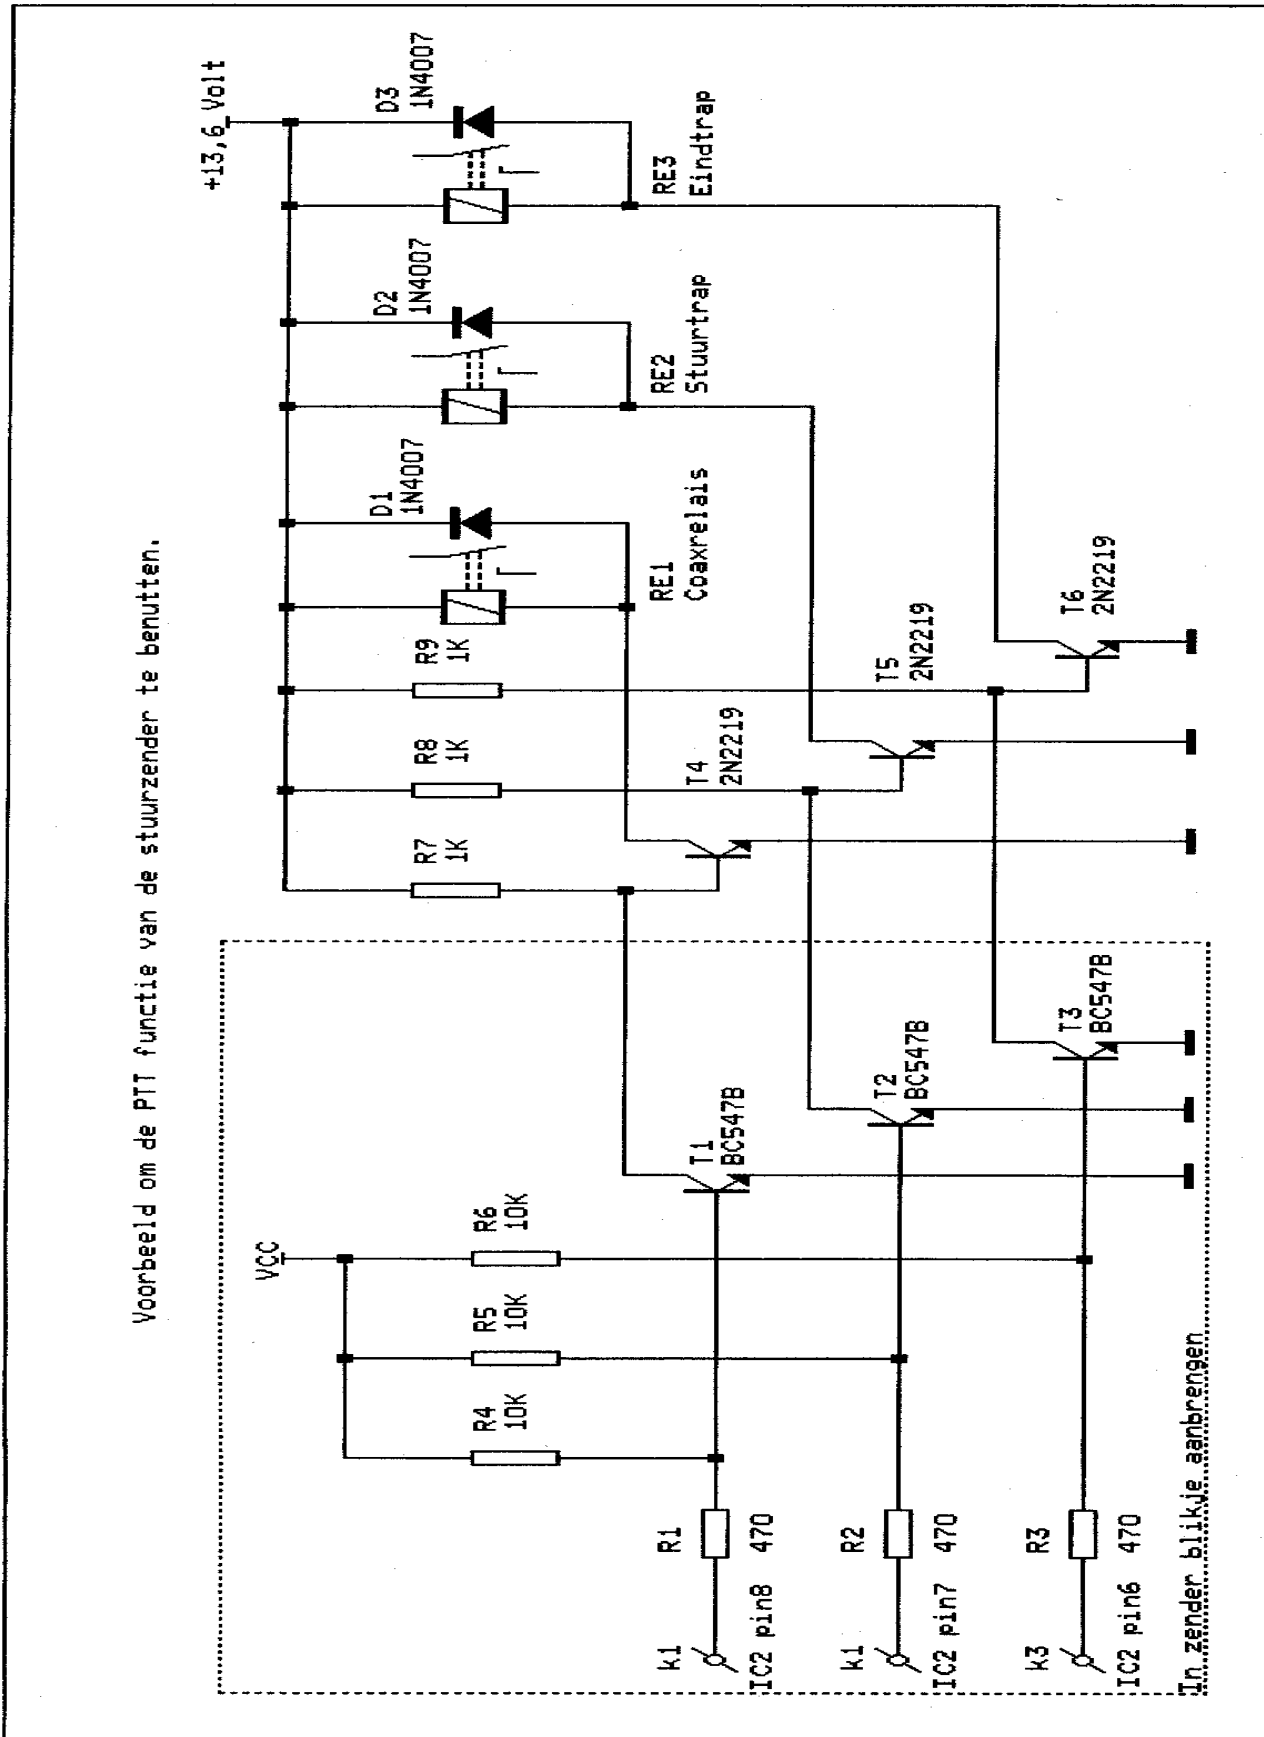 Voorbeeld om de PTT functie van de stuurzender te benutten.
+13,6 Volt
VCC
R4
10K
R5
10K
R6
10K
R7
1K
R8
1K
R9
1K
D1
1N4007
D2
1N4007
D3
1N4007
RE1
Coaxrelais
RE2
Stuurtrap
RE3
Eindtrap
k1
R1
IC2 pin8
470
T1
BC547B
T4
2N2219
k1
R2
IC2 pin7
470
T2
BC547B
T5
2N2219
k3
R3
IC2 pin6
470
T3
BC547B
T6
2N2219
In zender blikje aanbrengen